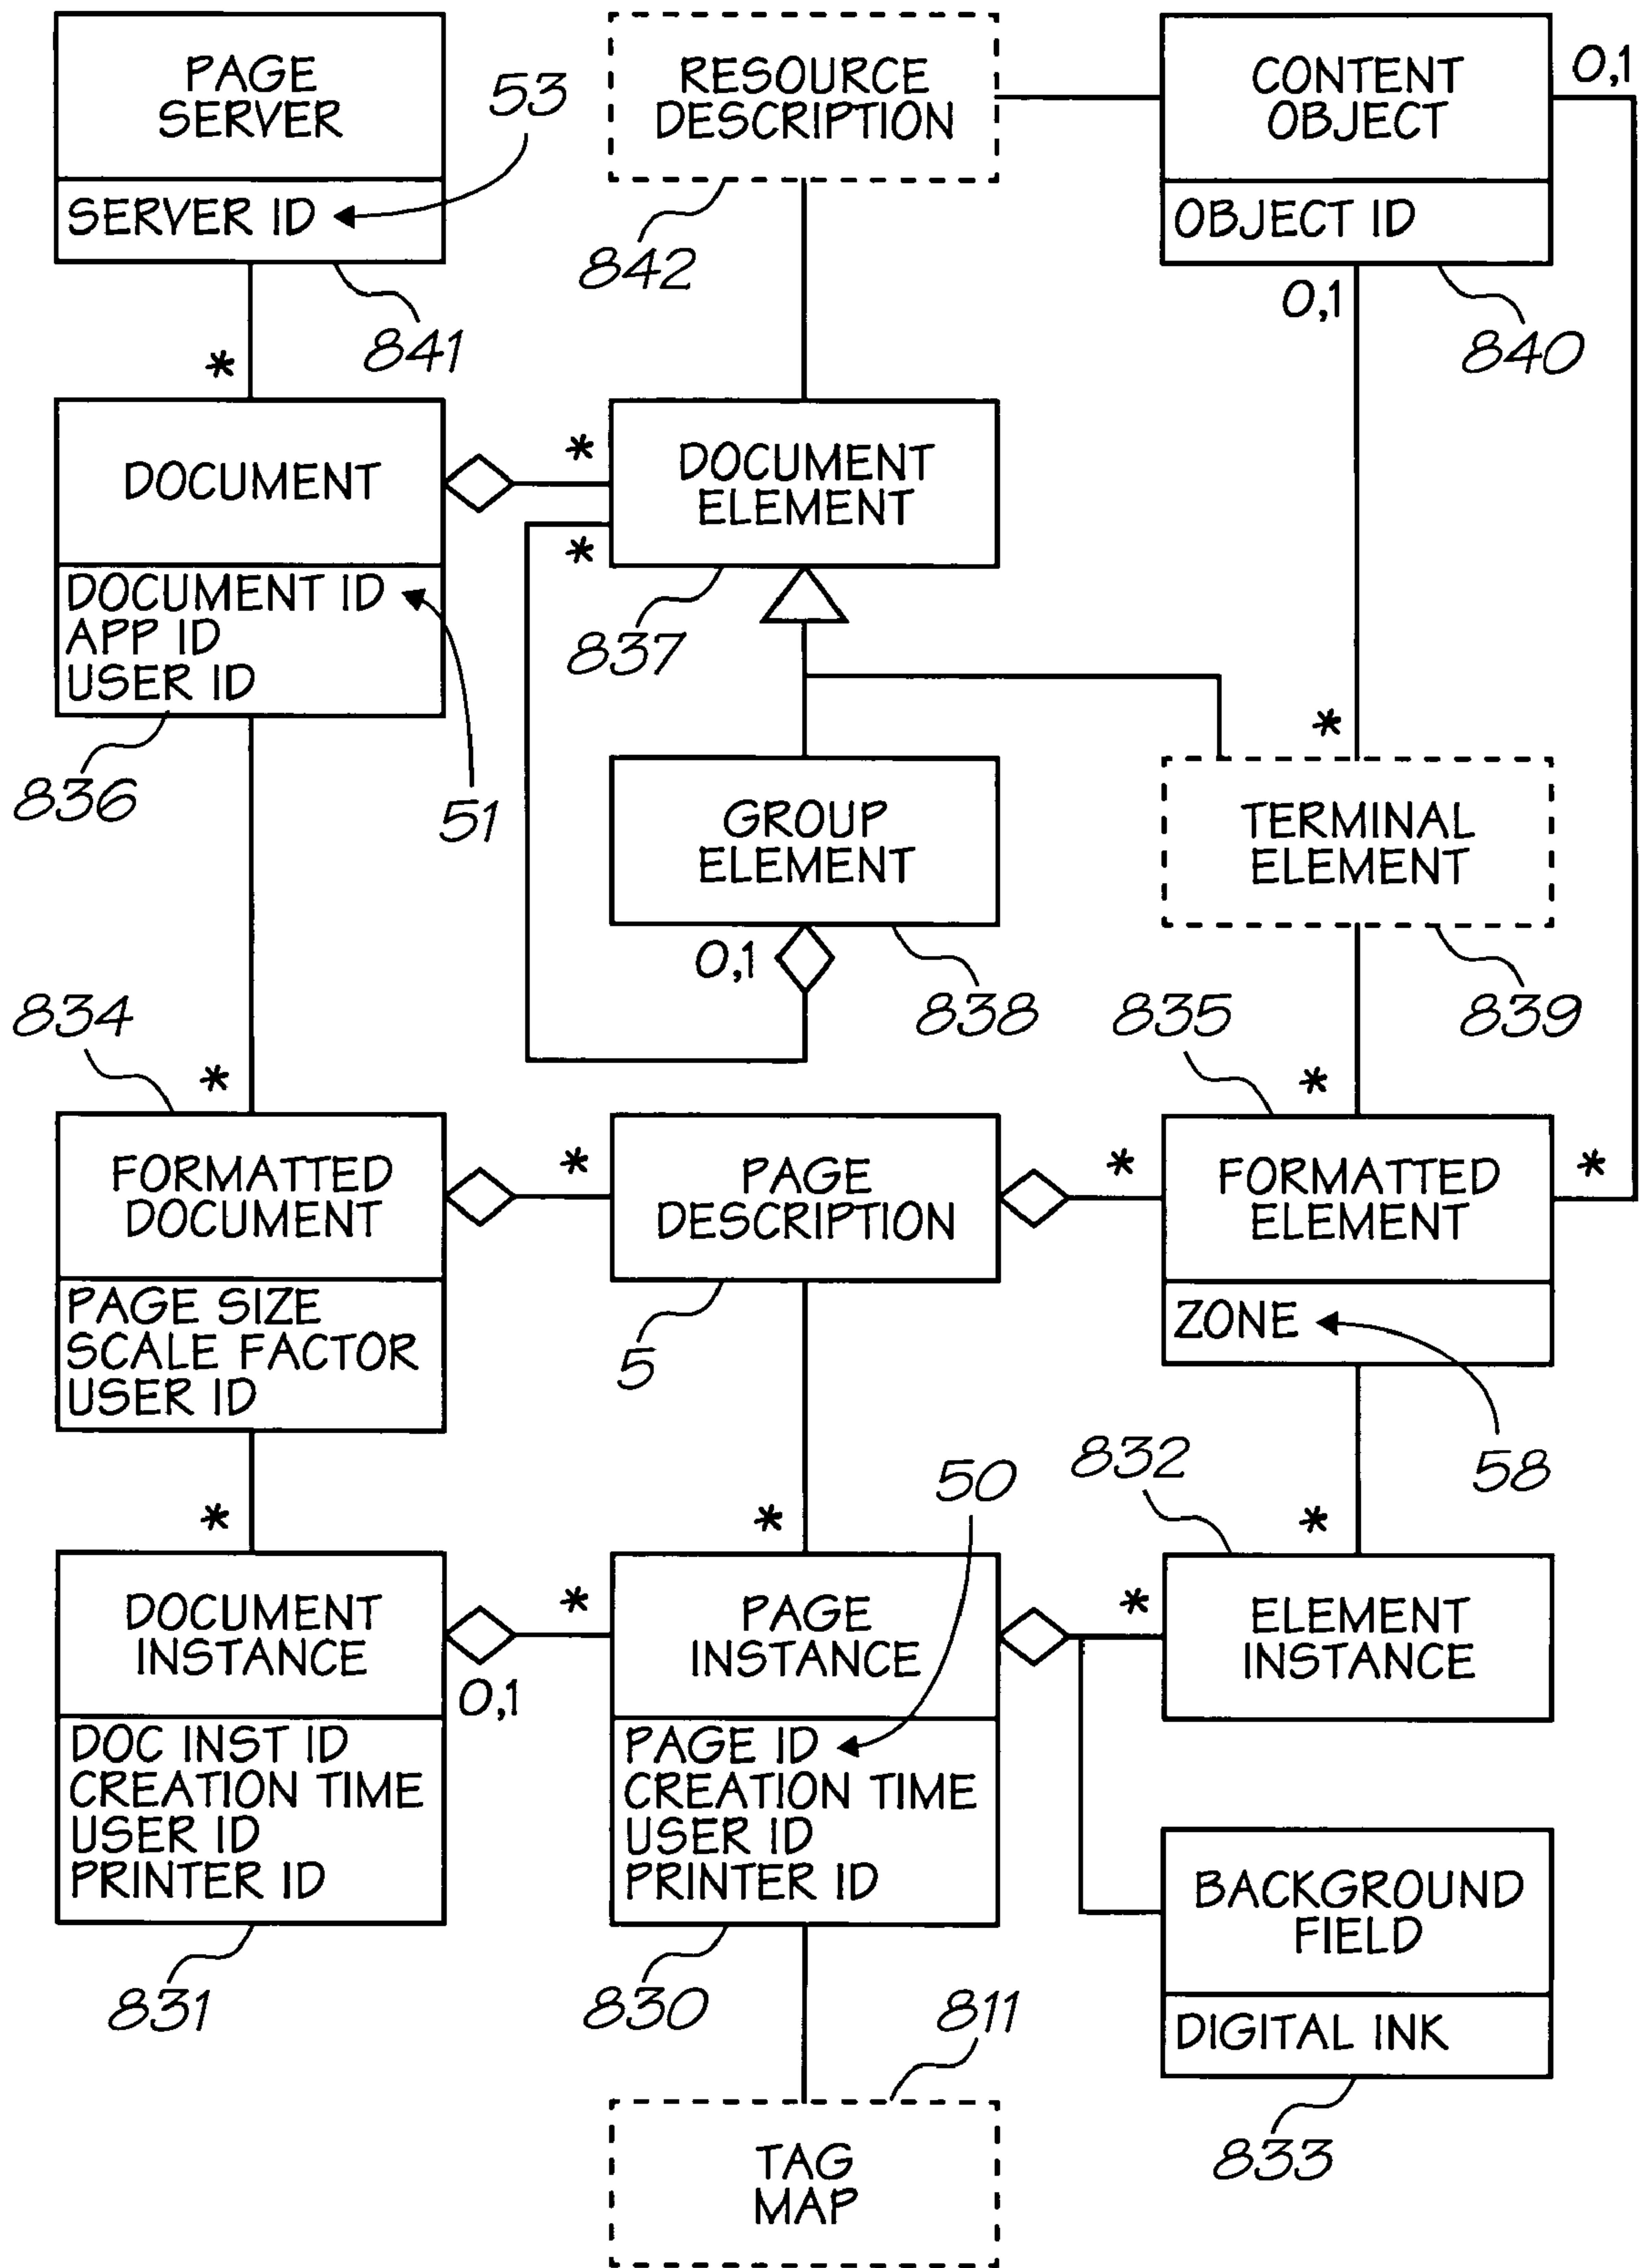 PAGE
SERVER
SERVER ID
53
841
RESOURCE
DESCRIPTION
842
CONTENT
OBJECT
OBJECT ID
0,1
0,1
840
*
DOCUMENT
DOCUMENT ID
APP ID
USER ID
836
51
*
*
DOCUMENT
ELEMENT
837
GROUP
ELEMENT
0,1
838
*
TERMINAL
ELEMENT
839
834
*
FORMATTED
DOCUMENT
PAGE SIZE
SCALE FACTOR
USER ID
*
PAGE
DESCRIPTION
5
*
835
*
FORMATTED
ELEMENT
*
ZONE
58
*
DOCUMENT
INSTANCE
0,1
DOC INST ID
CREATION TIME
USER ID
PRINTER ID
831
*
*
50
PAGE
INSTANCE
PAGE ID
CREATION TIME
USER ID
PRINTER ID
830
*
832
*
ELEMENT
INSTANCE
BACKGROUND
FIELD
DIGITAL INK
833
811
TAG
MAP